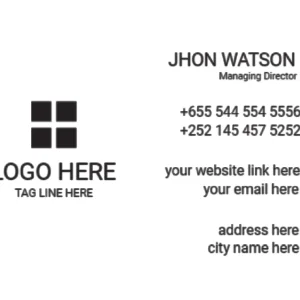 JHON WATSON
Managing Director
+655 544 554 5556
+252 145 457 5252
LOGO HERE
TAG LINE HERE
your website link here
your email here
address here
city name here